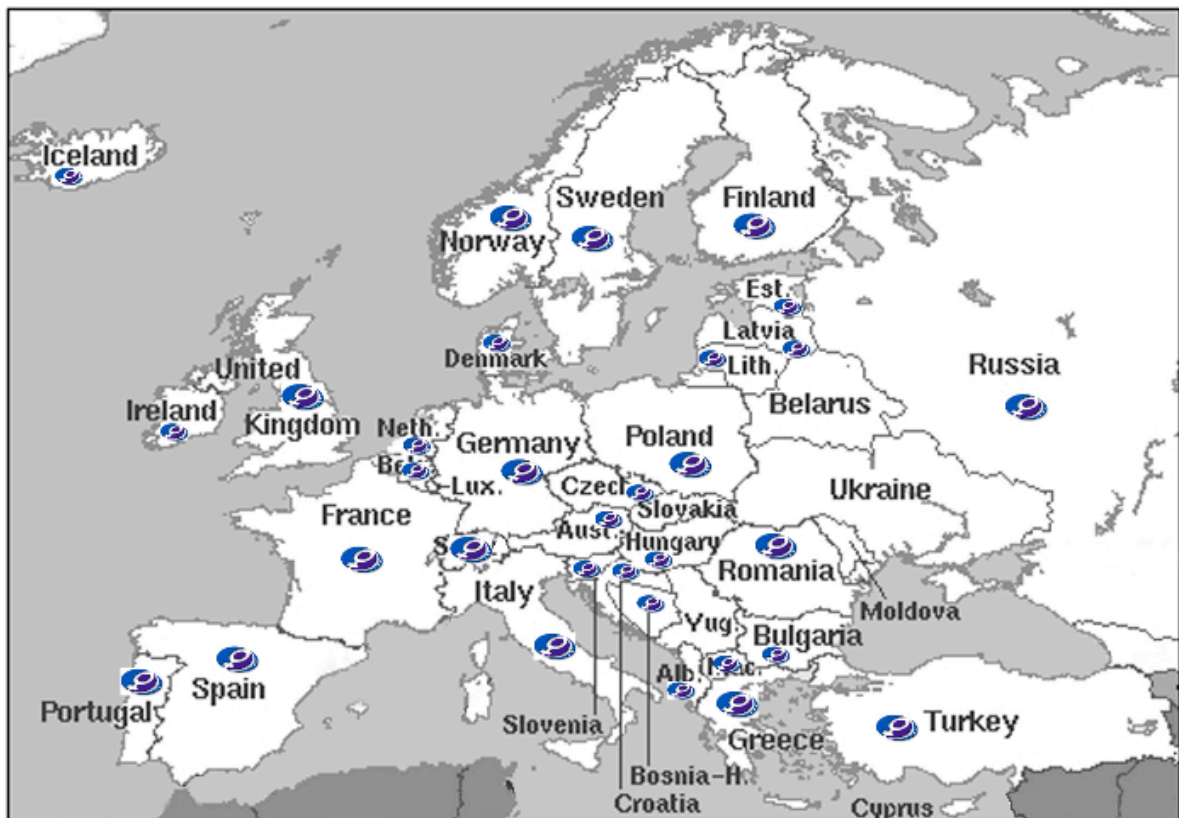 Iceland
Sweden
Finland
Norway
Est.
Latvia
Denmark
Lith.
Russia
United
Kingdom
Ireland
Belarus
Neth.
Germany
Poland
-Lux.
Czech
Ukraine
Slovakia
France
Aust.
Hungary
Romania
Italy
Moldova
Yug
Bulgaria
Alb.
Mac.
Spain
Portugal
Slovenia
Greece
Turkey
Bosnia-H.
Croatia
Cyprus